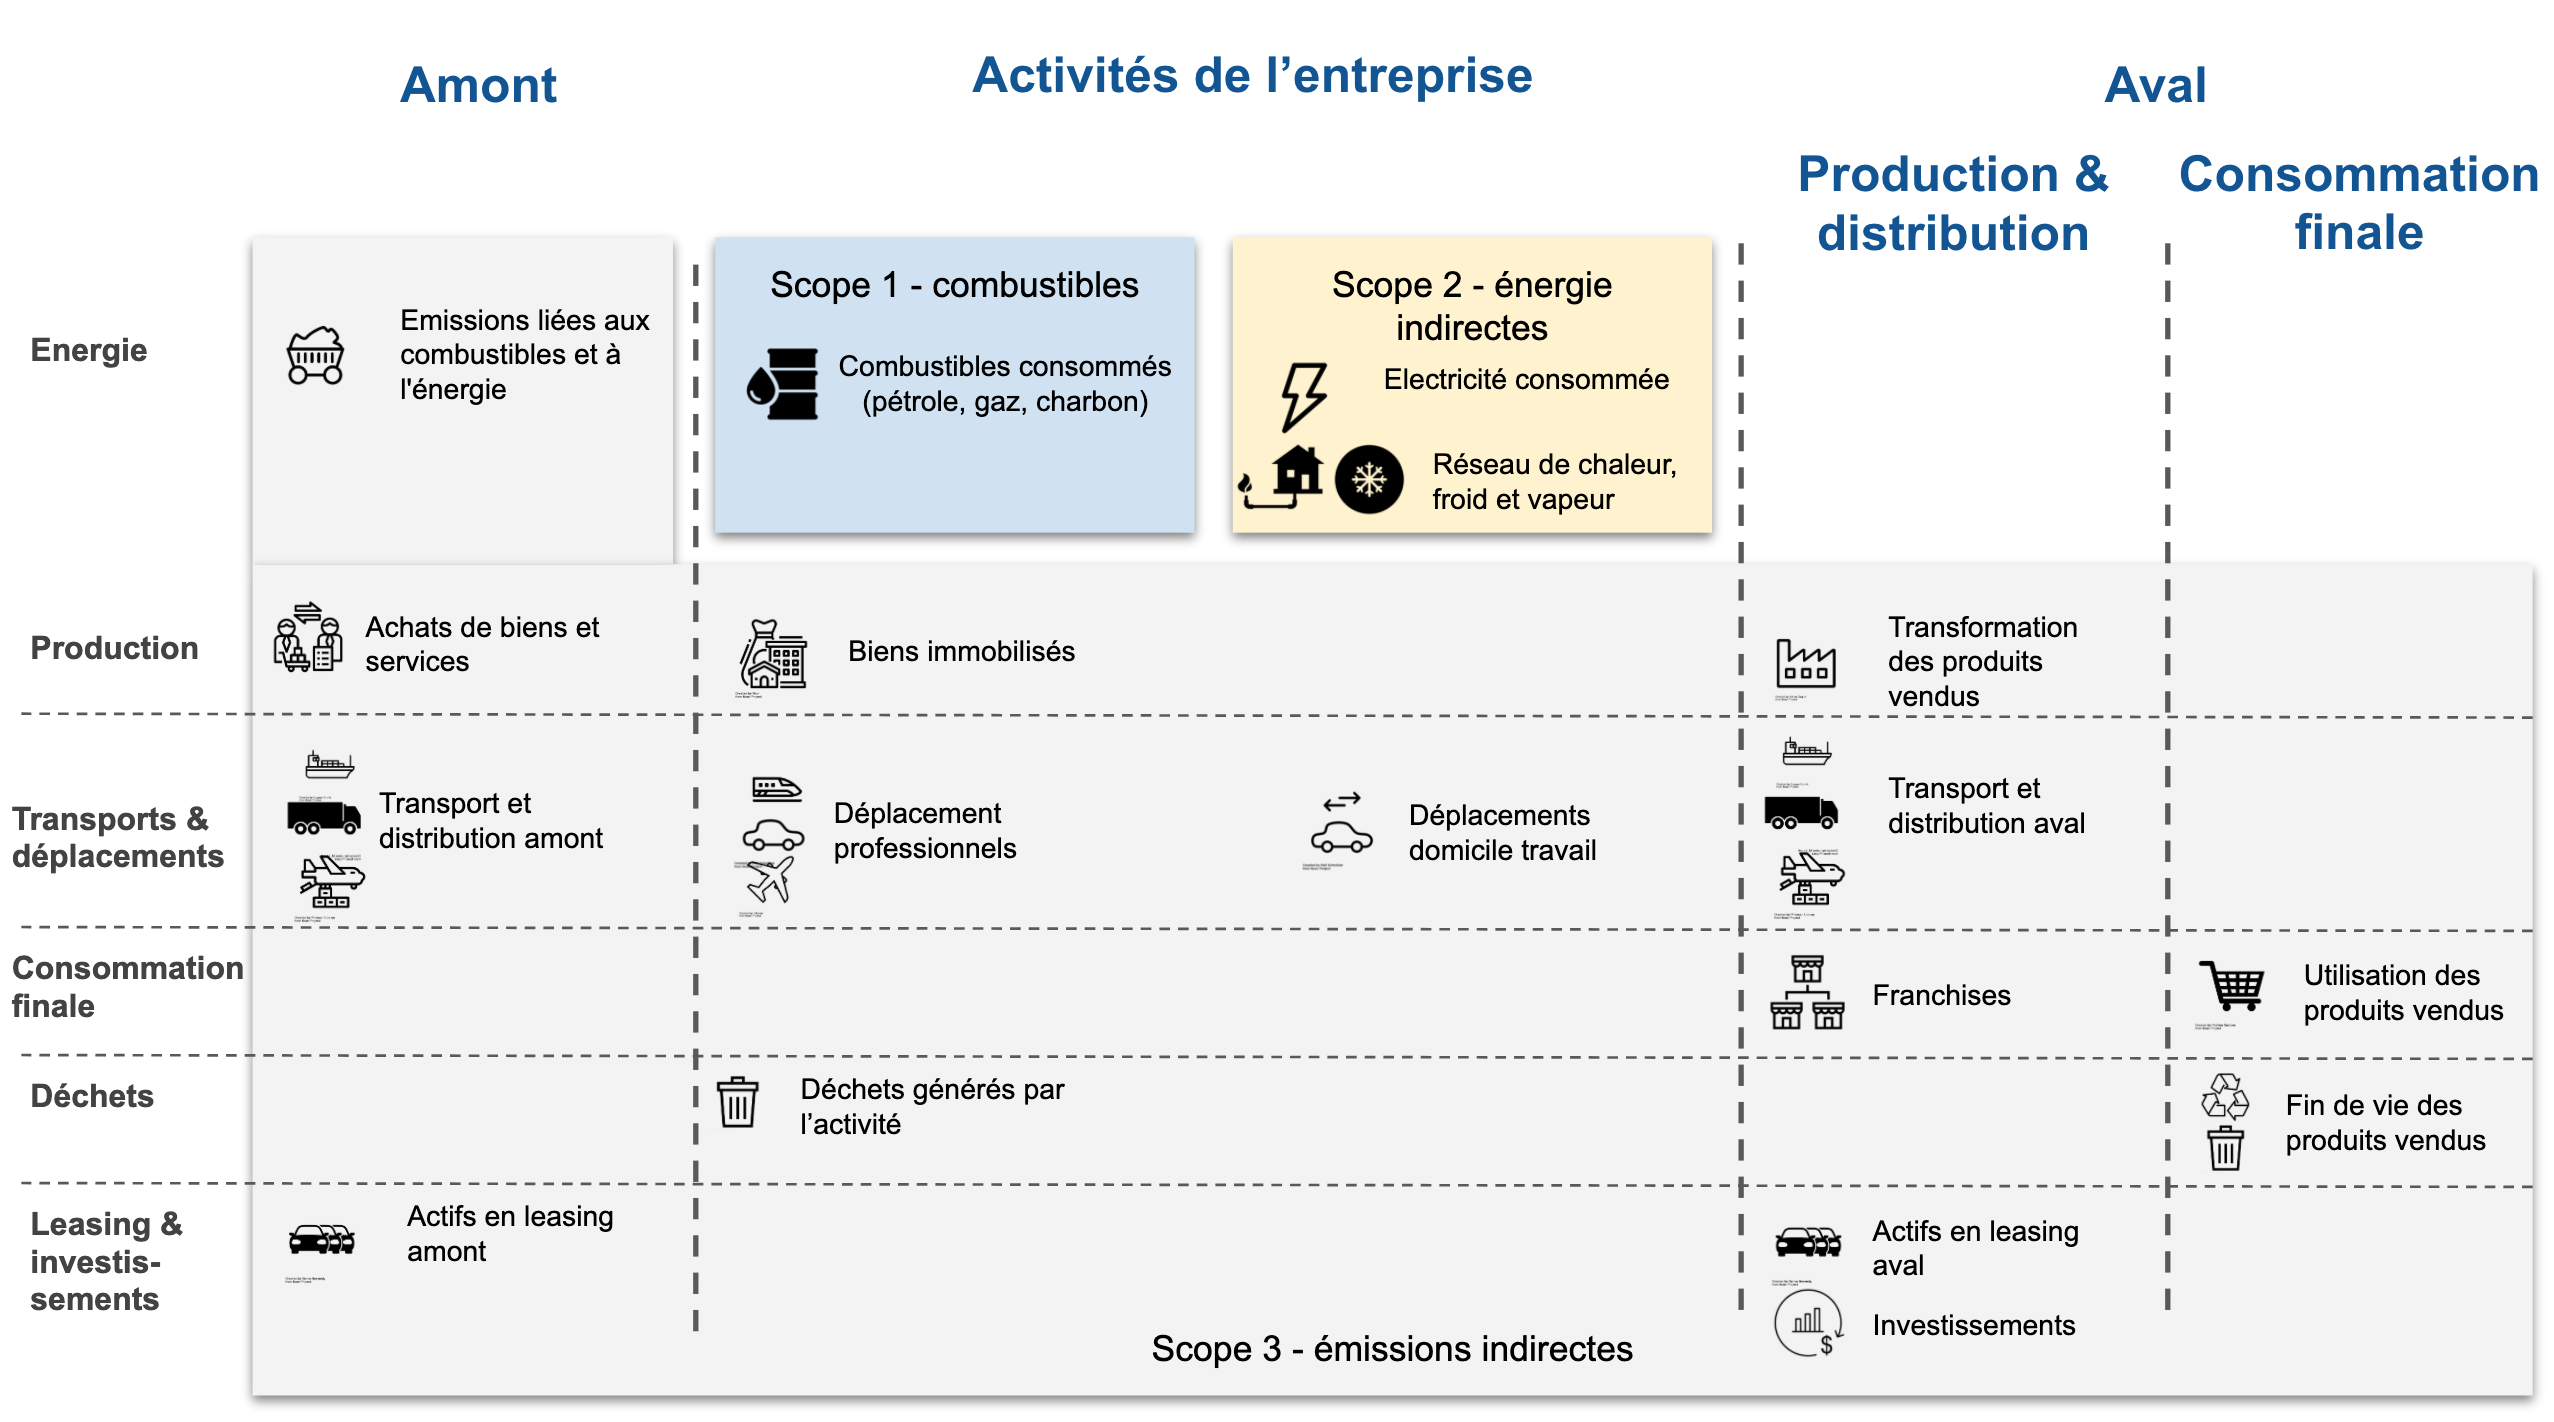 Amont
Activités de l’entreprise
Aval
Production &
distribution
Consommation
finale
Energie
Emissions liées aux
combustibles et à
l'énergie
Scope 1 - combustibles
Combustibles consommés
(pétrole, gaz, charbon)
Scope 2 - énergie
indirectes
Electricité consommée
Réseau de chaleur,
froid et vapeur
Production
Achats de biens et
services
Biens immobilisés
Transformation
des produits
vendus
Transports &
déplacements
Transport et
distribution amont
Déplacement
professionnels
Déplacements
domicile travail
Transport et
distribution aval
Consommation
finale
Franchises
Utilisation des
produits vendus
Déchets
Déchets générés par
l’activité
Fin de vie des
produits vendus
Leasing &
investis-
sements
Actifs en leasing
amont
Actifs en leasing
aval
$
Investissements
Scope 3 - émissions indirectes